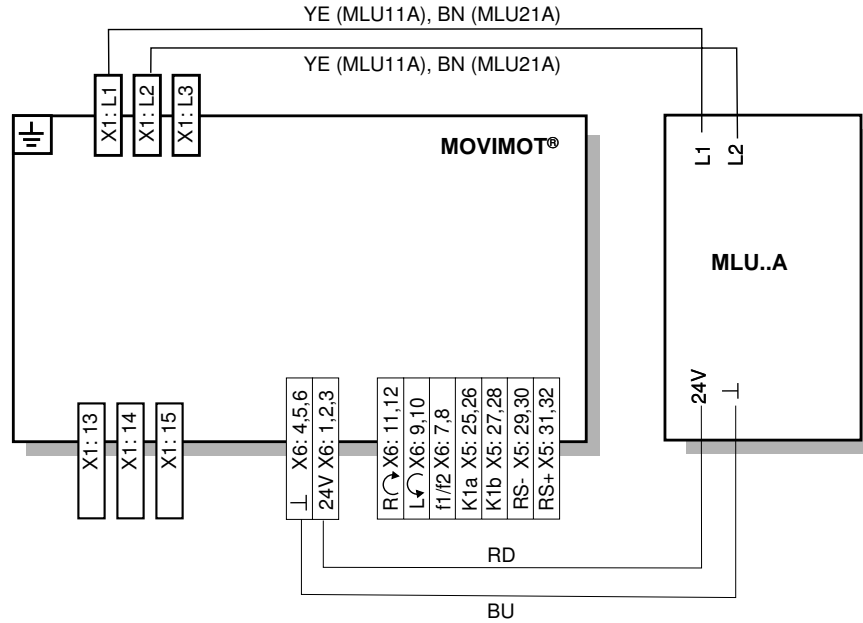 YE (MLU11A), BN (MLU21A)
YE (MLU11A), BN (MLU21A)
X1: L1
X1: L2
X1: L3
MOVIMOT®
L1
L2
MLU..A
24V
⊥
X1: 13
X1: 14
X1: 15
⊥ X6: 4,5,6
24V X6: 1,2,3
R X6: 11,12
L X6: 9,10
f1/f2 X6: 7,8
K1a X5: 25,26
K1b X5: 27,28
RS- X5: 29,30
RS+ X5: 31,32
RD
BU